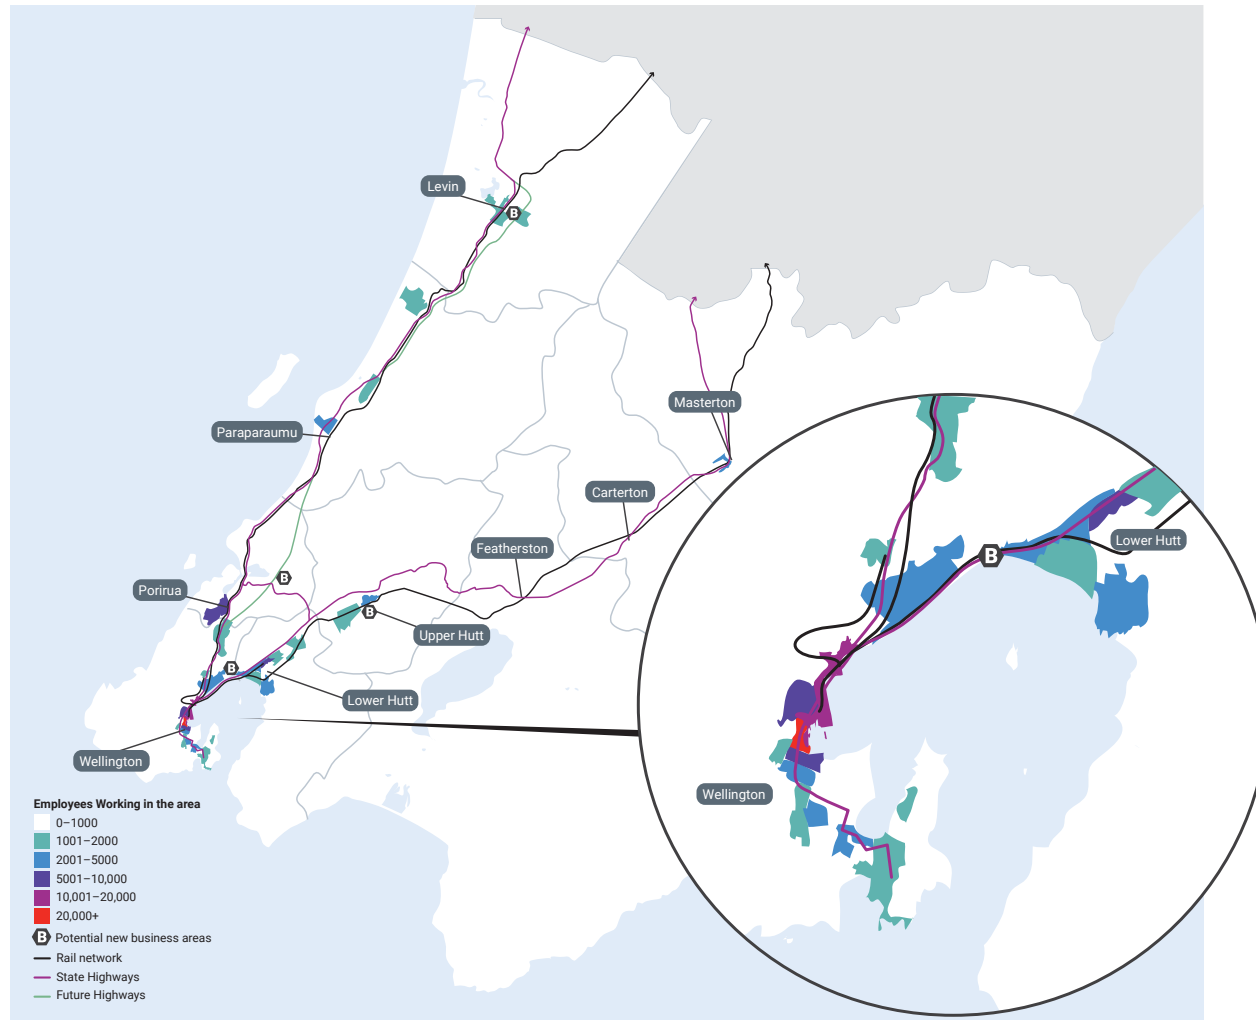 Levin
B
Masterton
Paraparaumu
Carterton
Featherston
B
Lower Hutt
B
Porirua
B
Upper Hutt
B
Lower Hutt
Wellington
Wellington
Employees Working in the area
0–1000
1001–2000
2001–5000
5001–10,000
10,001–20,000
20,000+
B Potential new business areas
Rail network
State Highways
Future Highways